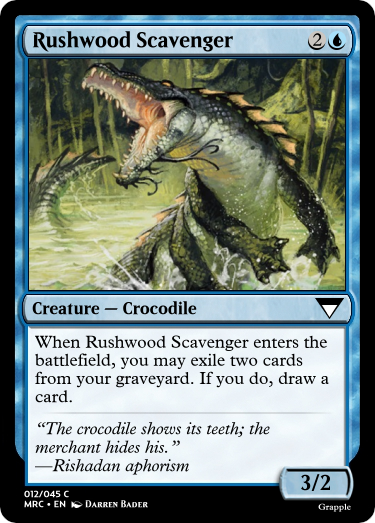 Rushwood Scavenger 2
Creature — Crocodile
When Rushwood Scavenger enters the
battlefield, you may exile two cards
from your graveyard. If you do, draw a
card.
“The crocodile shows its teeth; the
merchant hides his.”
—Rishadan aphorism
3/2
012/045 C
MRC • EN Darren Bader
Grapple